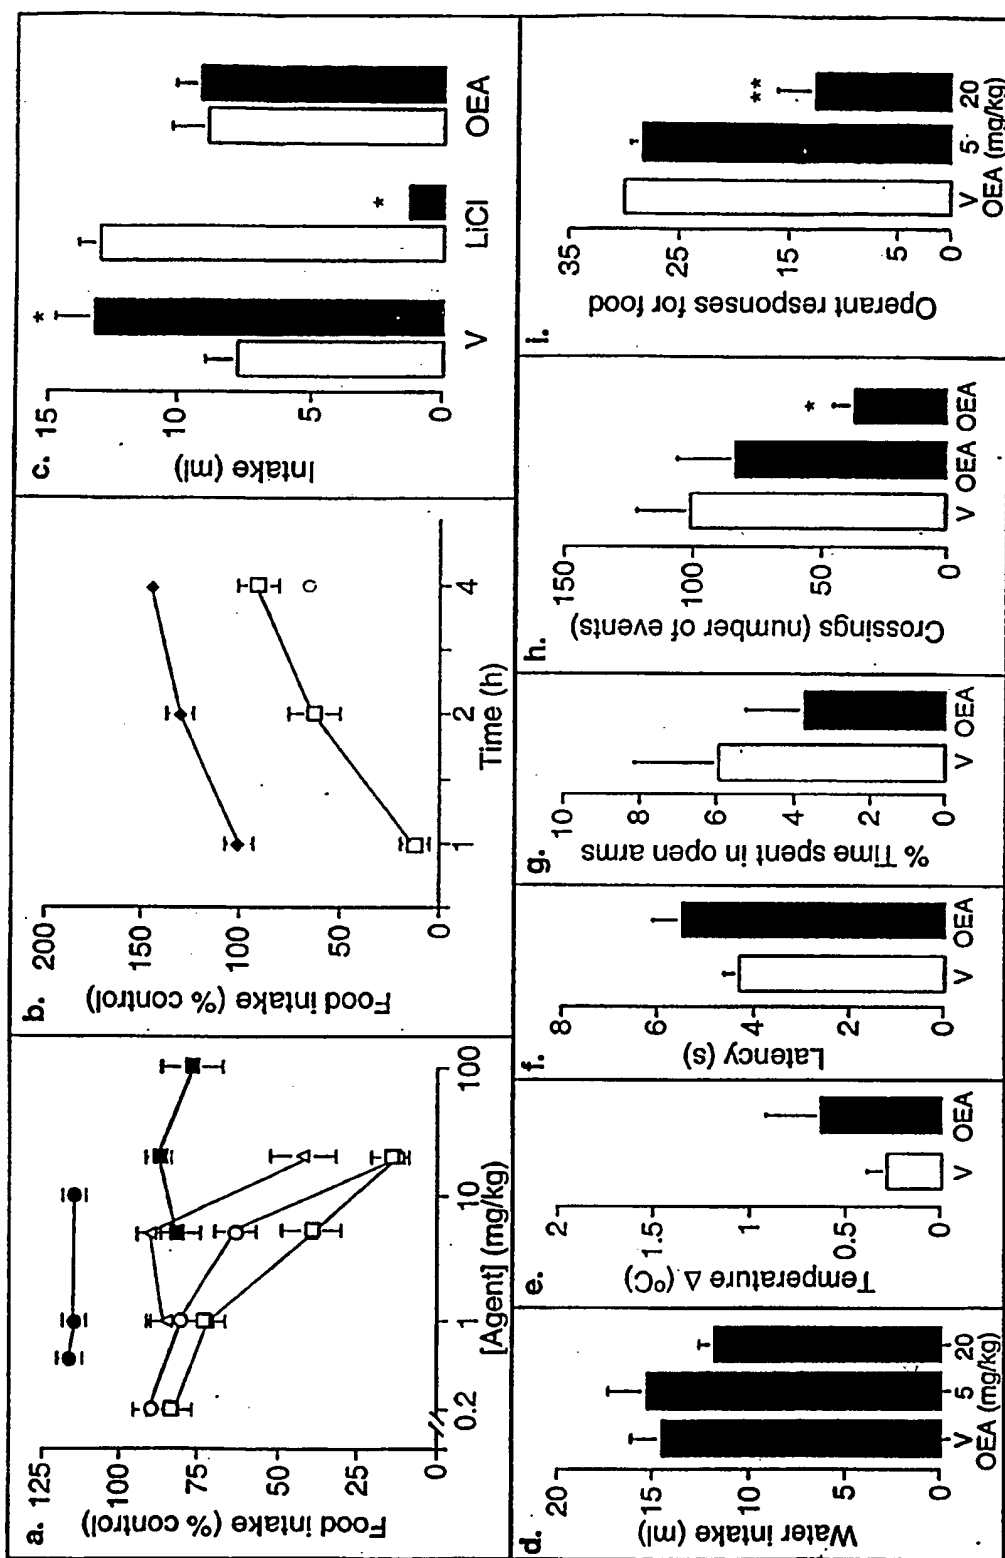 a.
Food intake (% control)
125
100
75
50
25
0
0.2
1
10
100
[Agent] (mg/kg)
b.
Food intake (% control)
200
150
100
50
0
1
2
4
Time (h)
c.
Intake (ml)
15
10
5
0
*
*
V
LiCl
OEA
d.
Water intake (ml)
20
15
10
5
0
V
5
20
OEA (mg/kg)
e.
Temperature Δ (ºC)
2
1.5
1
0.5
0
V
OEA
f.
Latency (s)
8
6
4
2
0
V
OEA
g.
% Time spent in open arms
10
8
6
4
2
0
V
OEA
h.
Crossings (number of events)
150
100
50
0
*
V
OEA
OEA
i.
Operant responses for food
35
25
15
5
0
**
V
5
20
OEA (mg/kg)